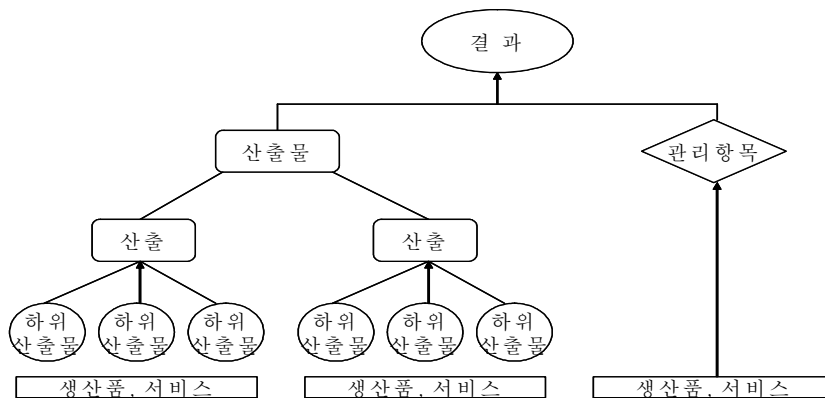 결과
산출물
관리항목
산출
산출
하위
산출물
하위
산출물
하위
산출물
하위
산출물
하위
산출물
하위
산출물
생산품, 서비스
생산품, 서비스
생산품, 서비스